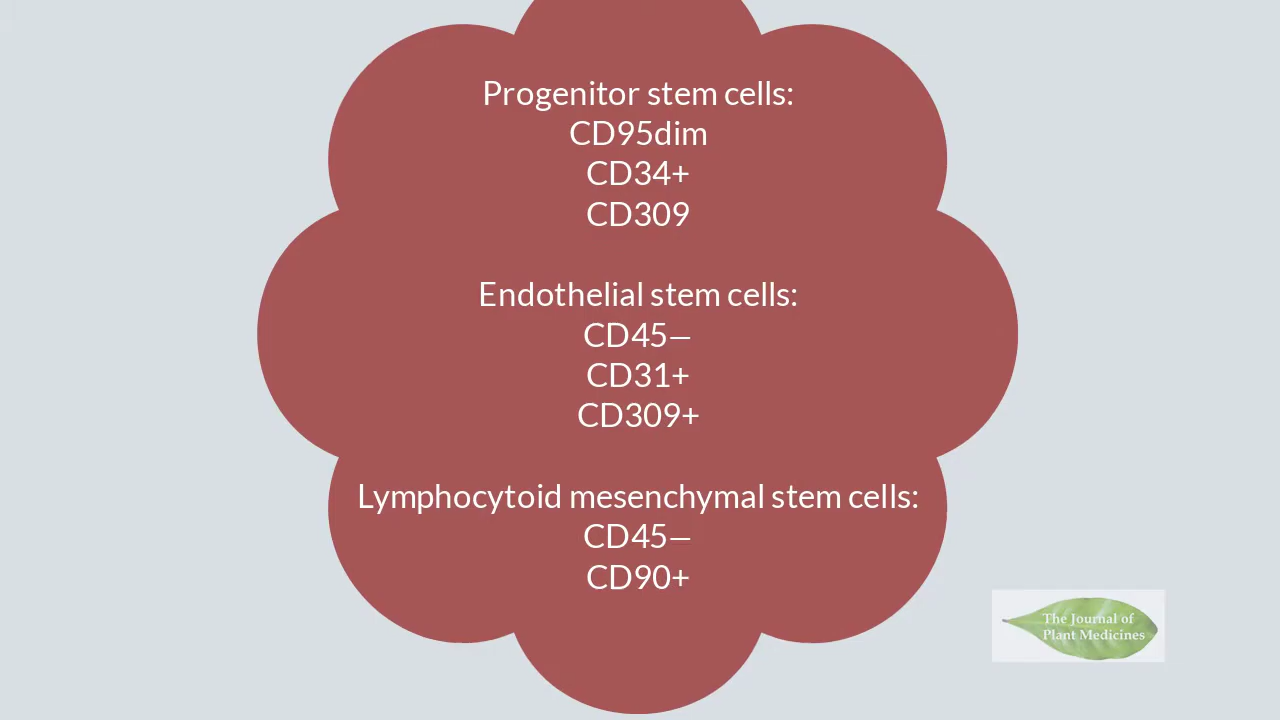 Progenitor stem cells:
CD95dim
CD34+
CD309
Endothelial stem cells:
CD45—
CD31+
CD309+
Lymphocytoid mesenchymal stem cells:
CD45—
CD90+
The Journal of
Plant Medicines